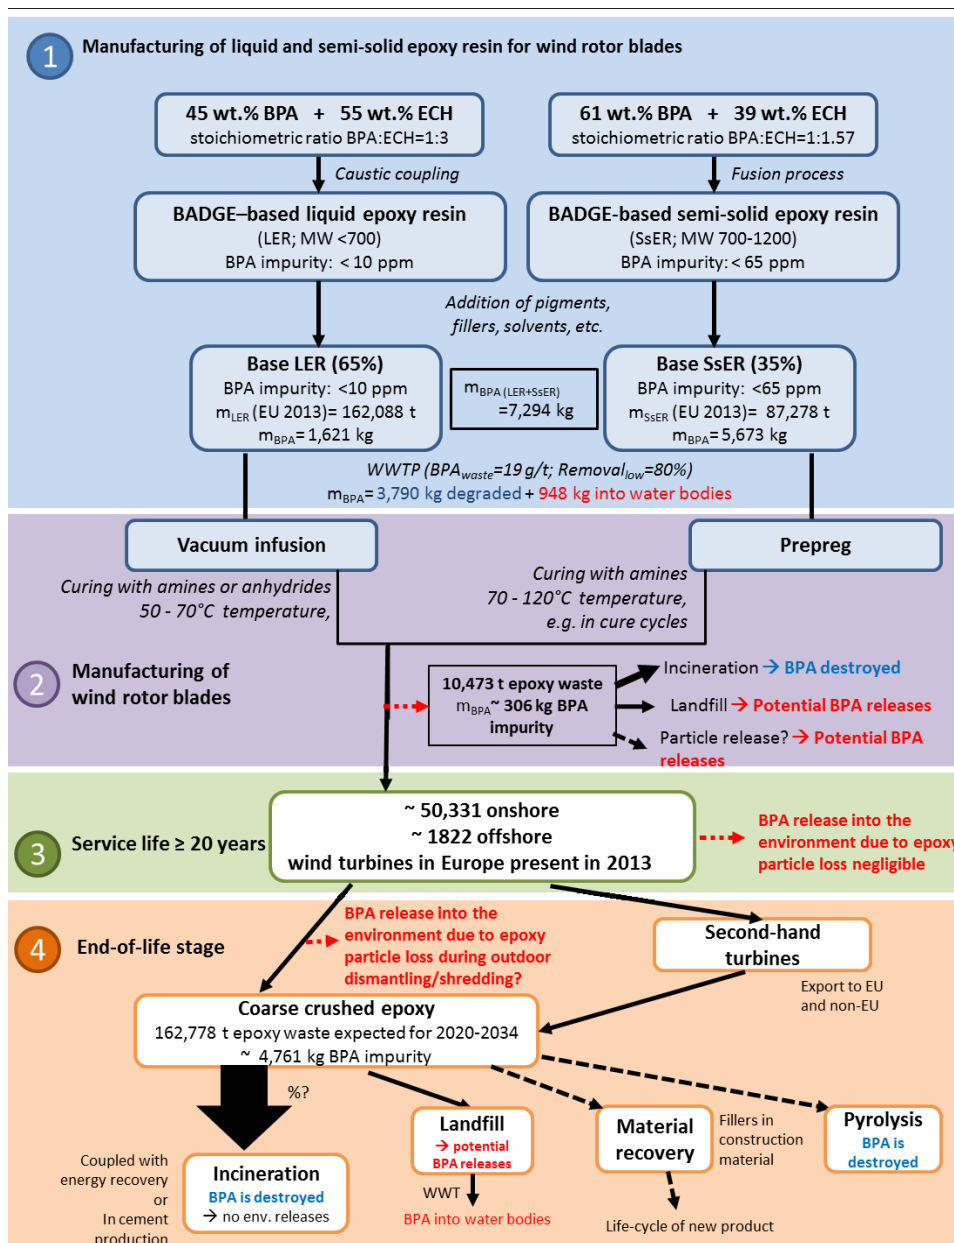 1
Manufacturing of liquid and semi-solid epoxy resin for wind rotor blades
45 wt.% BPA + 55 wt.% ECH
stoichiometric ratio BPA:ECH=1:3
61 wt.% BPA + 39 wt.% ECH
stoichiometric ratio BPA:ECH=1:1.57
Caustic coupling
Fusion process
BADGE–based liquid epoxy resin
(LER; MW <700)
BPA impurity: < 10 ppm
BADGE-based semi-solid epoxy resin
(SsER; MW 700-1200)
BPA impurity: < 65 ppm
Addition of pigments,
fillers, solvents, etc.
Base LER (65%)
BPA impurity: <10 ppm
mLER (EU 2013)= 162,088 t
mBPA= 1,621 kg
mBPA (LER+SsER)
=7,294 kg
Base SsER (35%)
BPA impurity: <65 ppm
mSsER (EU 2013)= 87,278 t
mBPA= 5,673 kg
WWTP (BPAwaste=19 g/t; Removallow=80%)
mBPA= 3,790 kg degraded + 948 kg into water bodies
Vacuum infusion
Prepreg
Curing with amines or anhydrides
50 - 70°C temperature,
Curing with amines
70 - 120°C temperature,
e.g. in cure cycles
2
Manufacturing of
wind rotor blades
10,473 t epoxy waste
mBPA~ 306 kg BPA
impurity
Incineration → BPA destroyed
Landfill → Potential BPA releases
Particle release? → Potential BPA
releases
3
Service life ≥ 20 years
~ 50,331 onshore
~ 1822 offshore
wind turbines in Europe present in 2013
BPA release into the
environment due to epoxy
particle loss negligible
4
End-of-life stage
BPA release into the
environment due to epoxy
particle loss during outdoor
dismantling/shredding?
Second-hand
turbines
Export to EU
and non-EU
Coarse crushed epoxy
162,778 t epoxy waste expected for 2020-2034
~ 4,761 kg BPA impurity
%?
Coupled with
energy recovery
or
In cement
production
Incineration
BPA is destroyed
→ no env. releases
Landfill
→ potential
BPA releases
WWT
BPA into water bodies
Material
recovery
Fillers in
construction
material
Life-cycle of new product
Pyrolysis
BPA is
destroyed